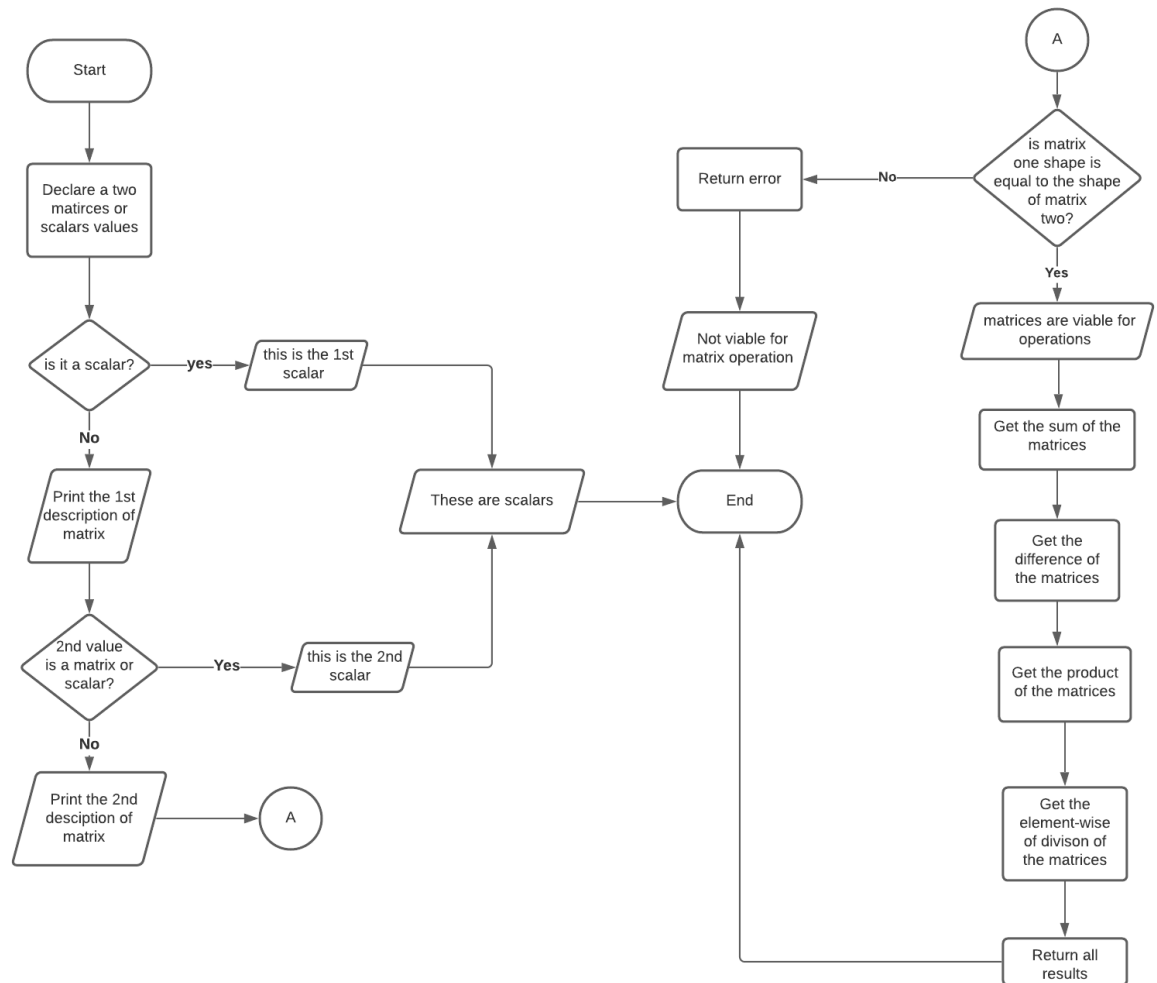 Start
Declare a two
matirces or
scalars values
is it a scalar?
yes
this is the 1st
scalar
No
Print the 1st
description of
matrix
These are scalars
2nd value
is a matrix or
scalar?
Yes
this is the 2nd
scalar
No
Print the 2nd
desciption of
matrix
A
A
is matrix
one shape is
equal to the shape
of matrix
two?
No
Return error
Not viable for
matrix operation
End
Yes
matrices are viable for
operations
Get the sum of the
matrices
Get the
difference of
the matrices
Get the product
of the matrices
Get the
element-wise
of divison of
the matrices
Return all
results